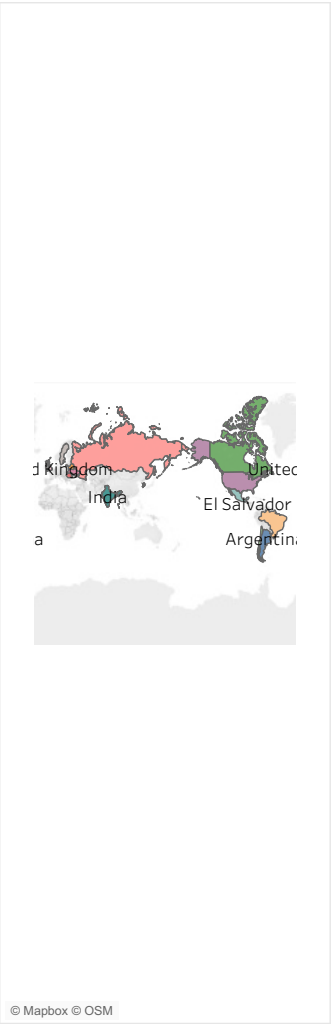 d Kingdom
United
India
El Salvador
a
Argentina
© Mapbox © OSM